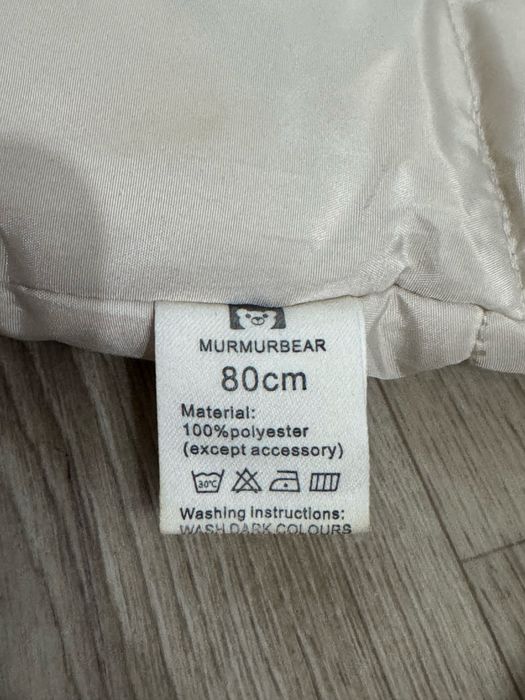 MURMURBEAR
80cm
Material:
100%polyester
(except accessory)
30°C
Washing instructions:
WASH DARK COLOURS